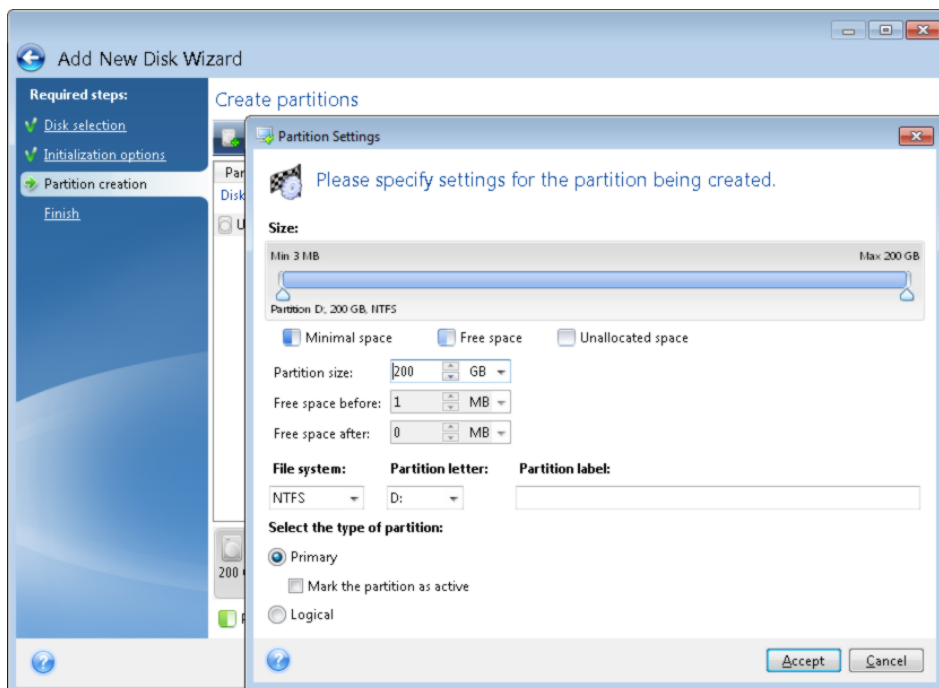 Add New Disk Wizard
Required steps:
Disk selection
Initialization options
Partition creation
Finish
Create partitions
Par
Disk
U
200
Partition Settings
Please specify settings for the partition being created.
Size:
Min 3 MB Max 200 GB
Partition D:, 200 GB, NTFS
Minimal space Free space Unallocated space
Partition size: 200 GB
Free space before: 1 MB
Free space after: 0 MB
File system: Partition letter: Partition label:
NTFS D:
Select the type of partition:
Primary
Mark the partition as active
Logical
Accept Cancel